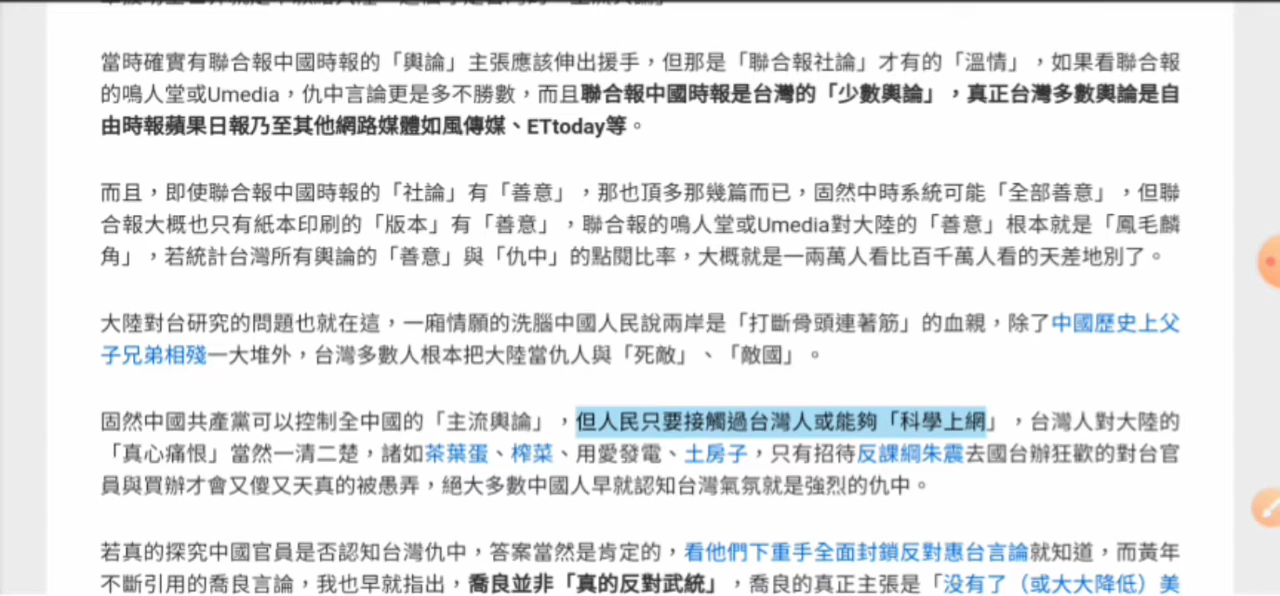 當時確實有聯合報中國時報的「輿論」主張應該伸出援手，但那是「聯合報社論」才有的「溫情」，如果看聯合報
的鳴人堂或Umedia，仇中言論更是多不勝數，而且聯合報中國時報是台灣的「少數輿論」，真正台灣多數輿論是自
由時報蘋果日報乃至其他網路媒體如風傳媒、ETtoday等。
而且，即使聯合報中國時報的「社論」有「善意」，那也頂多那幾篇而已，固然中時系統可能「全部善意」，但聯
合報大概也只有紙本印刷的「版本」有「善意」，聯合報的鳴人堂或Umedia對大陸的「善意」根本就是「鳳毛麟
角」，若統計台灣所有輿論的「善意」與「仇中」的點閱比率，大概就是一兩萬人看比百千萬人看的天差地別了。
大陸對台研究的問題也就在這，一廂情願的洗腦中國人民說兩岸是「打斷骨頭連著筋」的血親，除了中國歷史上父
子兄弟相殘一大堆外，台灣多數人根本把大陸當仇人與「死敵」、「敵國」。
固然中國共產黨可以控制全中國的「主流輿論」，但人民只要接觸過台灣人或能夠「科學上網」，台灣人對大陸的
「真心痛恨」當然一清二楚，諸如茶葉蛋、榨菜、用愛發電、土房子，只有招待反課綱朱震去國台辦狂歡的對台官
員與買辦才會又傻又天真的被愚弄，絕大多數中國人早就認知台灣氣氛就是強烈的仇中。
若真的探究中國官員是否認知台灣仇中，答案當然是肯定的，看他們下重手全面封鎖反對惠台言論就知道，而黃年
不斷引用的喬良言論，我也早就指出，喬良並非「真的反對武統」，喬良的真正主張是「没有了（或大大降低）美